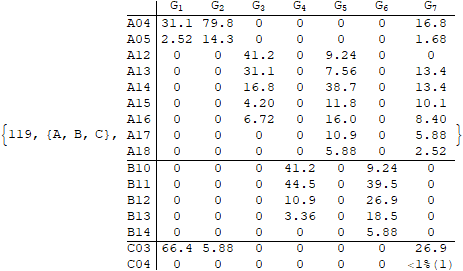 G₁ G₂ G₃ G₄ G₅ G₆ G₇
A04 31.1 79.8 0 0 0 0 16.8
A05 2.52 14.3 0 0 0 0 1.68
A12 0 0 41.2 0 9.24 0 0
A13 0 0 31.1 0 7.56 0 13.4
A14 0 0 16.8 0 38.7 0 13.4
A15 0 0 4.20 0 11.8 0 10.1
A16 0 0 6.72 0 16.0 0 8.40
{119, {A, B, C}, A17 0 0 0 0 10.9 0 5.88 }
A18 0 0 0 0 5.88 0 2.52
B10 0 0 0 41.2 0 9.24 0
B11 0 0 0 44.5 0 39.5 0
B12 0 0 0 10.9 0 26.9 0
B13 0 0 0 3.36 0 18.5 0
B14 0 0 0 0 0 5.88 0
C03 66.4 5.88 0 0 0 0 26.9
C04 0 0 0 0 0 0 <1%(1)